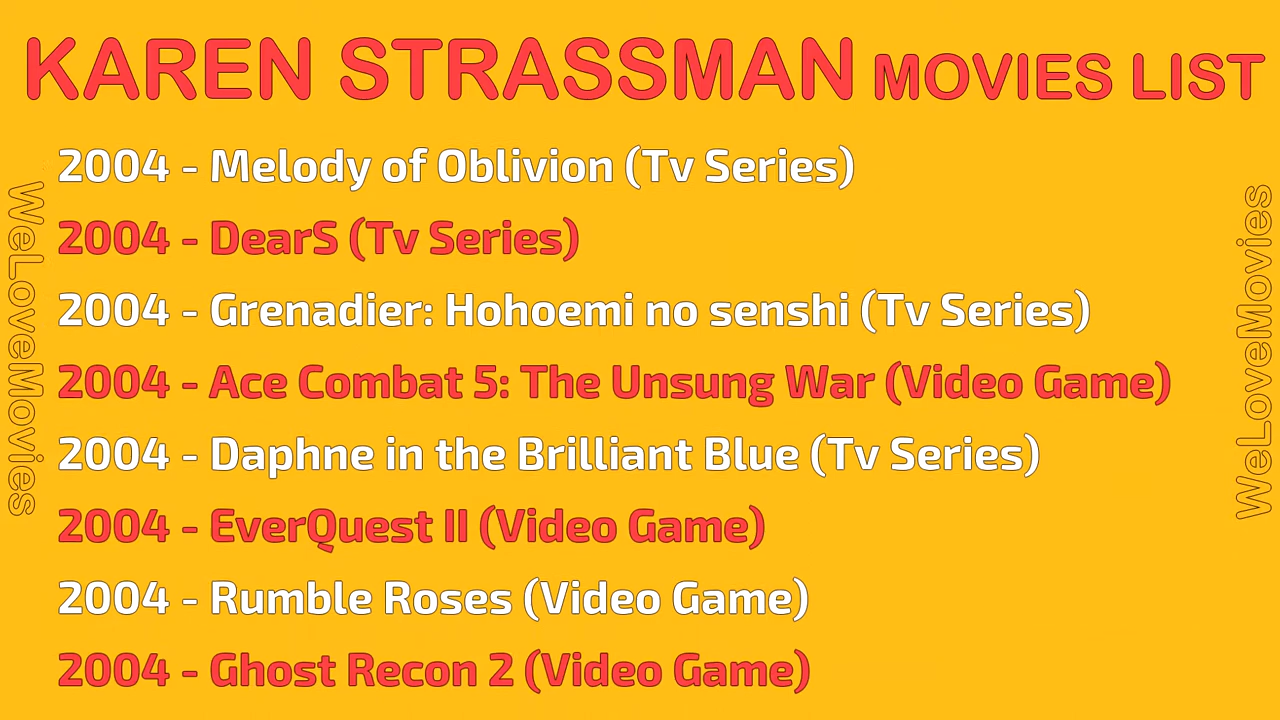 KAREN STRASSMAN MOVIES LIST
2004 - Melody of Oblivion (Tv Series)
2004 - DearS (Tv Series)
2004 - Grenadier: Hohoemi no senshi (Tv Series)
2004 - Ace Combat 5: The Unsung War (Video Game)
2004 - Daphne in the Brilliant Blue (Tv Series)
2004 - EverQuest II (Video Game)
2004 - Rumble Roses (Video Game)
2004 - Ghost Recon 2 (Video Game)
WeLoveMovies
WeLoveMovies